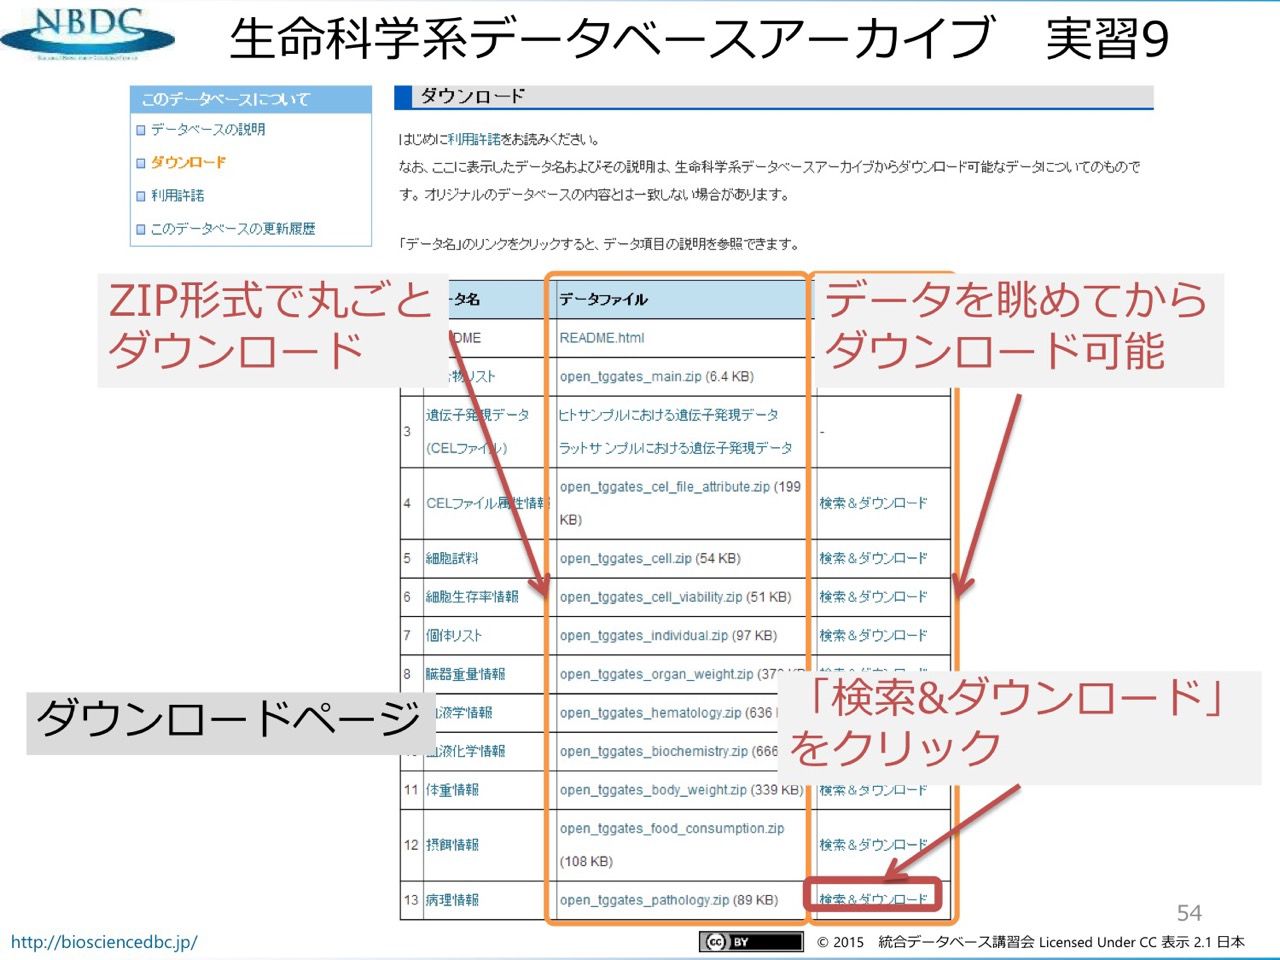 NBDC
生命科学系データベースアーカイブ　実習9
このデータベースについて
データベースの説明
ダウンロード
利用許諾
このデータベースの更新履歴
ダウンロード
はじめに利用許諾をお読みください。
なお、ここに表示したデータ名およびその説明は、生命科学系データベースアーカイブからダウンロード可能なデータについてのもので
す。オリジナルのデータベースの内容とは一致しない場合があります。
「データ名」のリンクをクリックすると、データ項目の説明を参照できます。
ZIP形式で丸ごと
ダウンロード
データを眺めてから
ダウンロード可能
タ名 データファイル
DME README.html
物リスト open_tggates_main.zip (6.4 KB)
3 遺伝子発現データ (CELファイル) ヒトサンプルにおける遺伝子発現データ -
ラットサンプルにおける遺伝子発現データ
4 CELファイル属性情報 open_tggates_cel_file_attribute.zip (199 検索＆ダウンロード
KB)
5 細胞試料 open_tggates_cell.zip (54 KB) 検索＆ダウンロード
6 細胞生存率情報 open_tggates_cell_viability.zip (51 KB) 検索＆ダウンロード
7 個体リスト open_tggates_individual.zip (97 KB) 検索＆ダウンロード
8 臓器重量情報 open_tggates_organ_weight.zip
液学情報 open_tggates_hematology.zip (636
血液化学情報 open_tggates_biochemistry.zip (666
11 体重情報 open_tggates_body_weight.zip (339 KB) 検索＆ダウンロード
12 摂餌情報 open_tggates_food_consumption.zip 検索＆ダウンロード
(108 KB)
13 病理情報 open_tggates_pathology.zip (89 KB) 検索＆ダウンロード
ダウンロードページ
「検索&ダウンロード」
をクリック
54
http://biosciencedbc.jp/
cc BY
© 2015　統合データベース講習会 Licensed Under CC 表示 2.1 日本